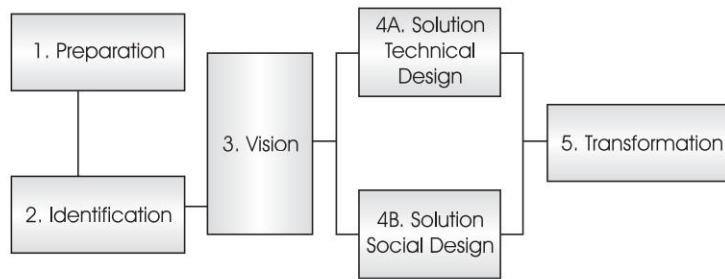 1. Preparation
2. Identification
3. Vision
4A. Solution
Technical
Design
4B. Solution
Social Design
5. Transformation